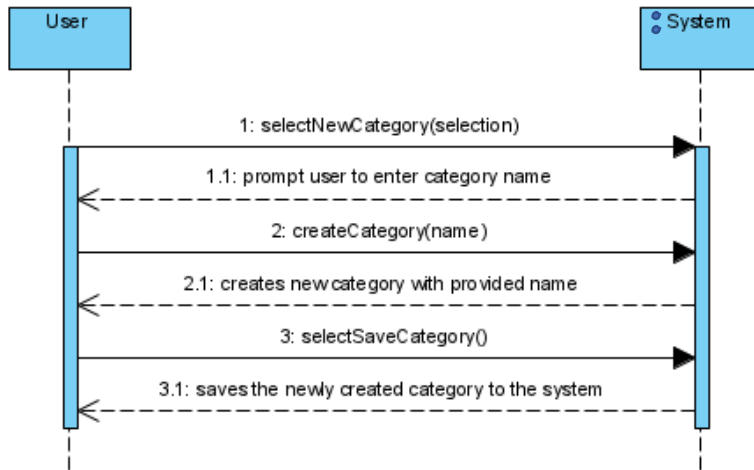 User
System
1: selectNewCategory(selection)
1.1: prompt user to enter category name
2: createCategory(name)
2.1: creates new category with provided name
3: selectSaveCategory()
3.1: saves the newly created category to the system